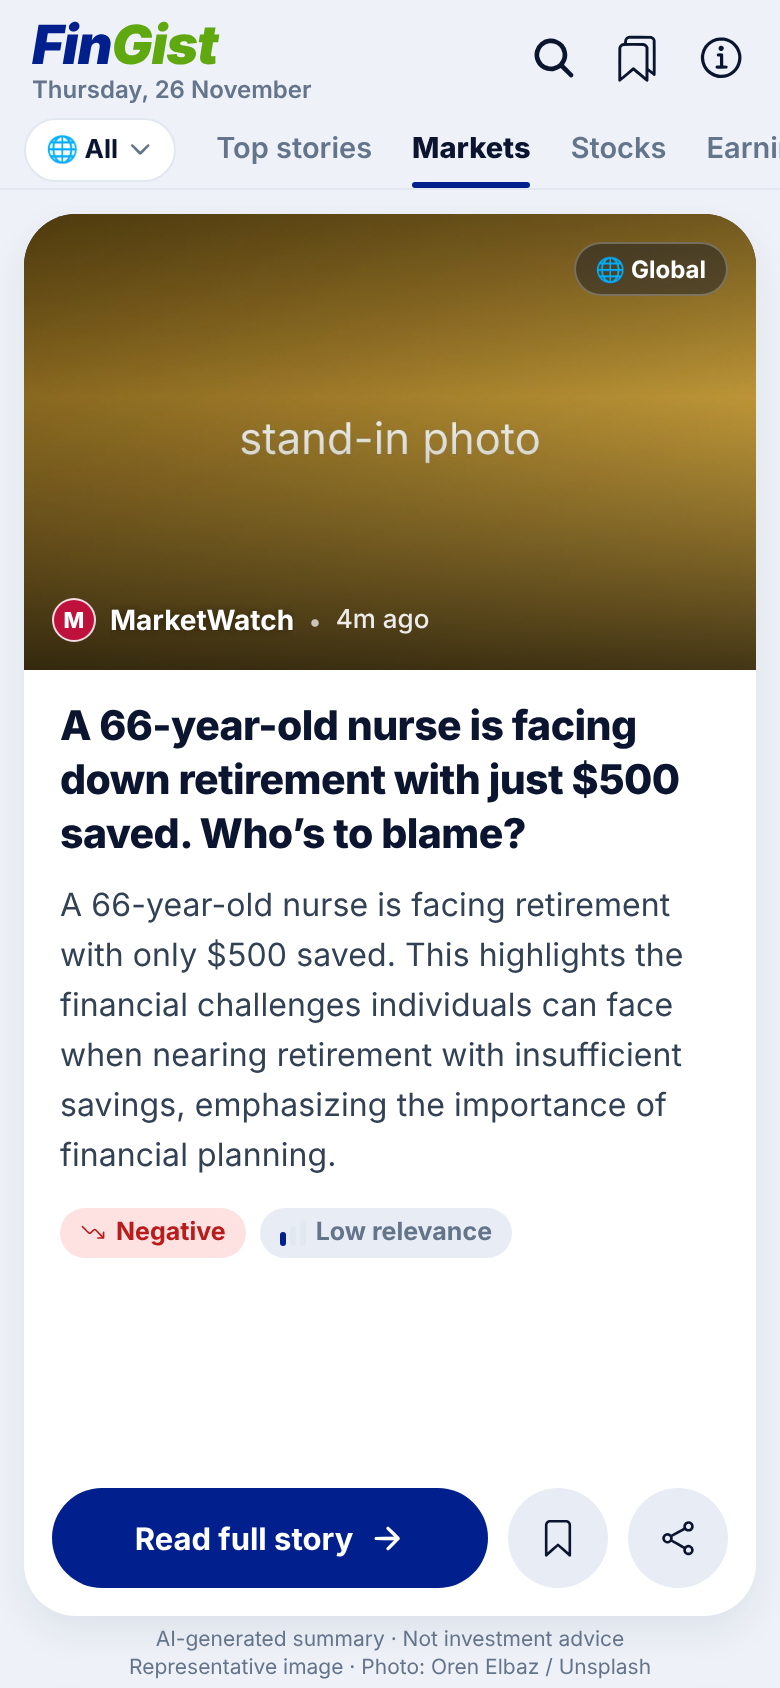 FinGist
Thursday, 26 November
All
Top stories
Markets
Stocks
Earni
Global
stand-in photo
M
MarketWatch • 4m ago
A 66-year-old nurse is facing
down retirement with just $500
saved. Who’s to blame?
A 66-year-old nurse is facing retirement
with only $500 saved. This highlights the
financial challenges individuals can face
when nearing retirement with insufficient
savings, emphasizing the importance of
financial planning.
Negative
Low relevance
Read full story
AI-generated summary · Not investment advice
Representative image · Photo: Oren Elbaz / Unsplash